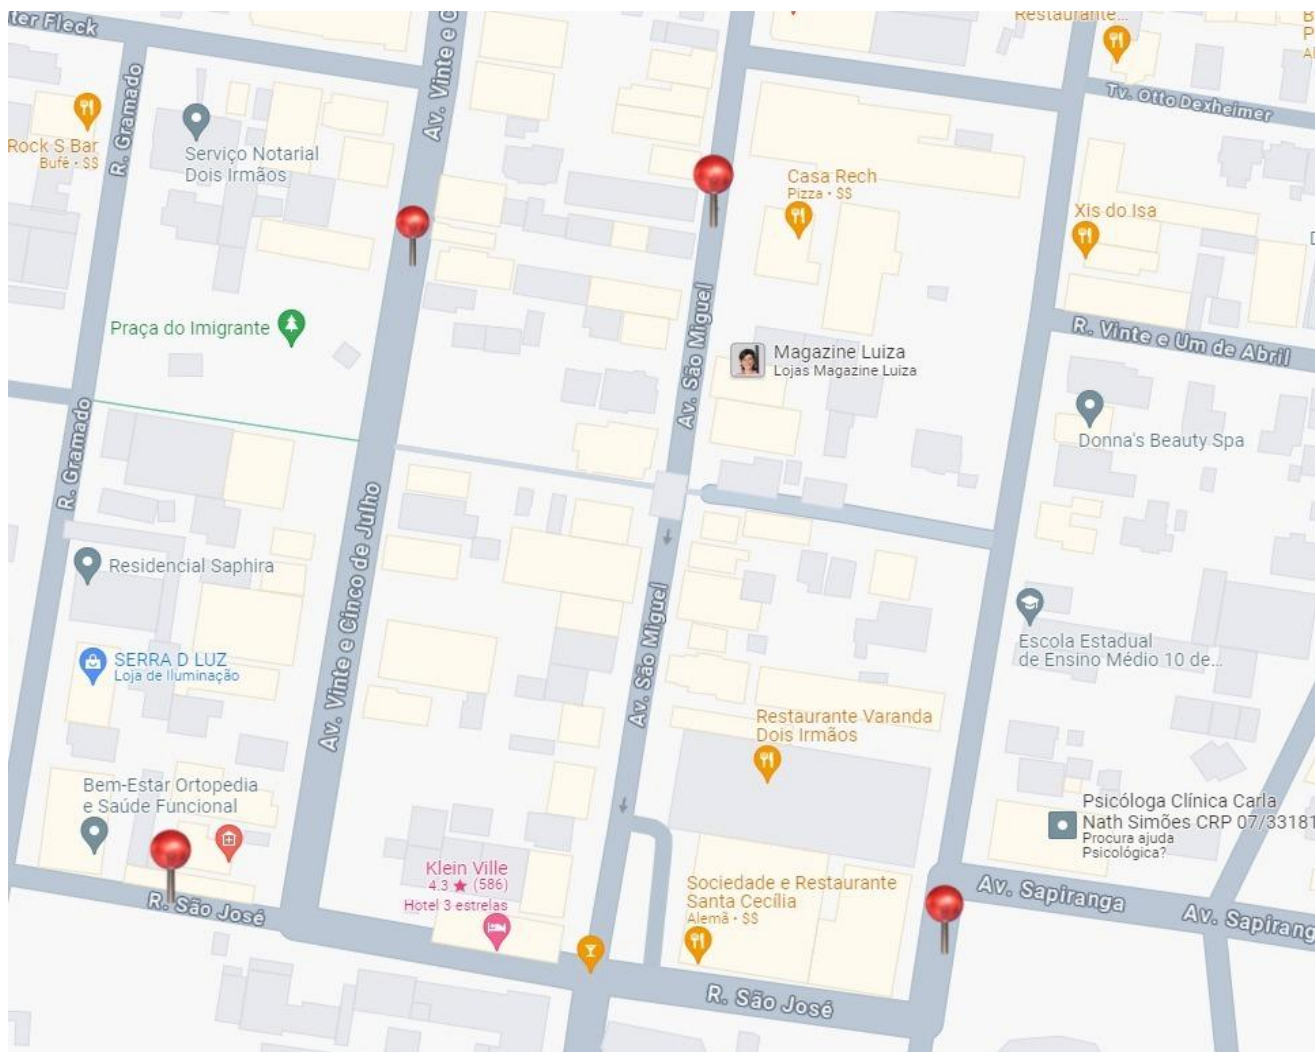 ter Fleck
R. Gramado
Av. Vinte e C
Restaurante...
Tv. Otto Dexheimer
Rock S Bar
Bufê • $$
Serviço Notarial
Dois Irmãos
Casa Rech
Pizza • $$
Xis do Isa
Praça do Imigrante
Av. São Miguel
R. Vinte e Um de Abril
Magazine Luiza
Lojas Magazine Luiza
R. Gramado
Donna's Beauty Spa
Av. Vinte e Cinco de Julho
Residencial Saphira
Av. São Miguel
Escola Estadual
de Ensino Médio 10 de...
SERRA D LUZ
Loja de Iluminação
Restaurante Varanda
Dois Irmãos
Bem-Estar Ortopedia
e Saúde Funcional
Psicóloga Clínica Carla
Nath Simões CRP 07/33181
Procura ajuda
Psicológica?
Klein Ville
4.3 ★ (586)
Hotel 3 estrelas
Sociedade e Restaurante
Santa Cecília
Alemã • $$
R. São José
Av. Sapiranga
Av. Sapirang
R. São José